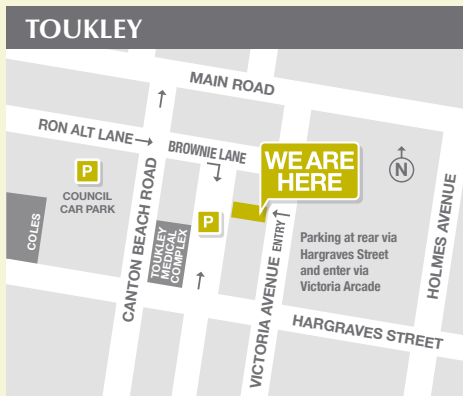 TOUKLEY
MAIN ROAD
RON ALT LANE
BROWNIE LANE
WE ARE
HERE
N
P
COUNCIL
CAR PARK
COLES
CANTON BEACH ROAD
TOUKLEY
MEDICAL
COMPLEX
P
ENTRY
VICTORIA AVENUE
Parking at rear via
Hargraves Street
and enter via
Victoria Arcade
HOLMES AVENUE
HARGRAVES STREET